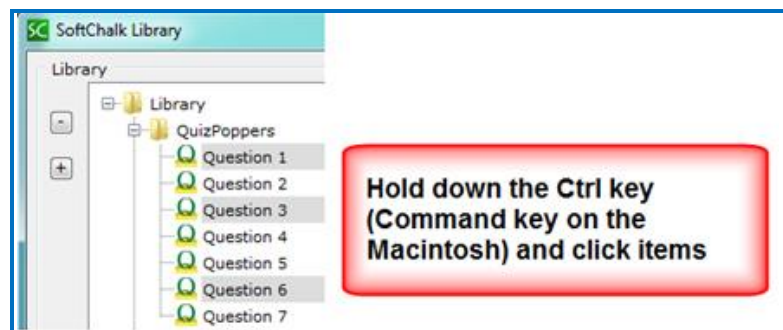 SC SoftChalk Library
Library
-
+
Library
QuizPoppers
Q Question 1
Q Question 2
Q Question 3
Q Question 4
Q Question 5
Q Question 6
Q Question 7
Hold down the Ctrl key
(Command key on the
Macintosh) and click items